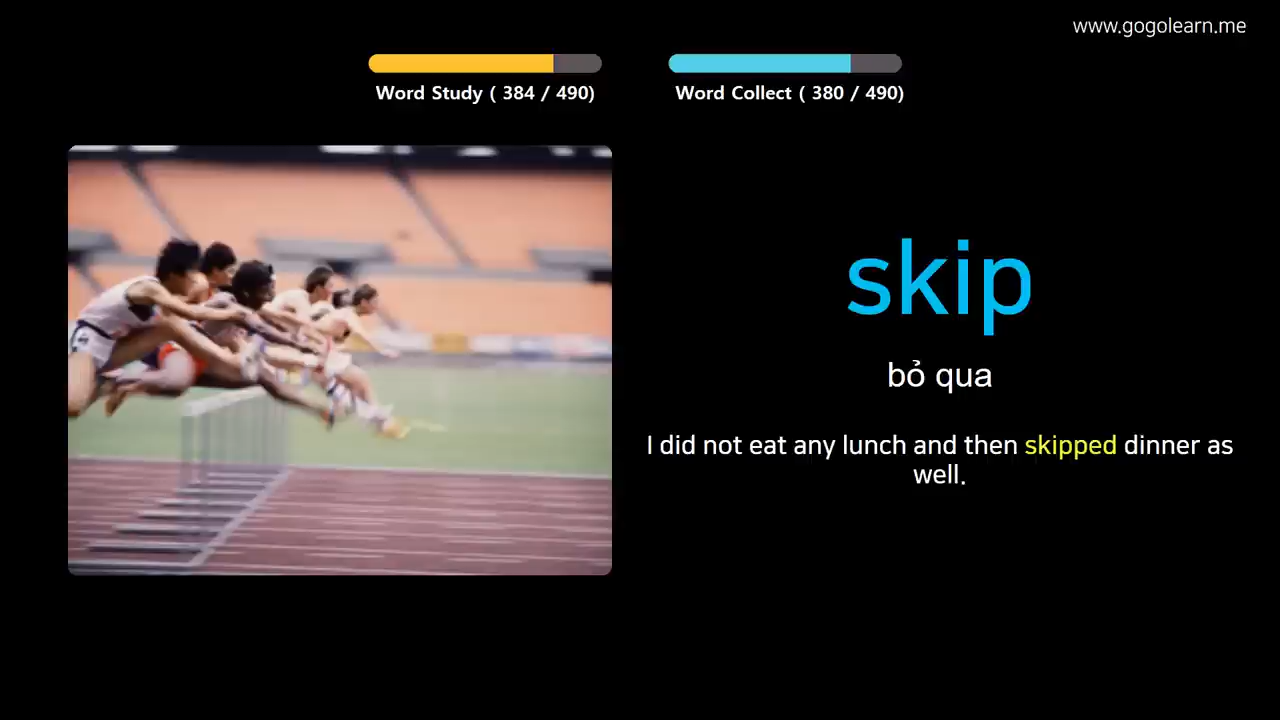 www.gogolearn.me
Word Study ( 384 / 490)
Word Collect ( 380 / 490)
skip
bỏ qua
I did not eat any lunch and then skipped dinner as
well.